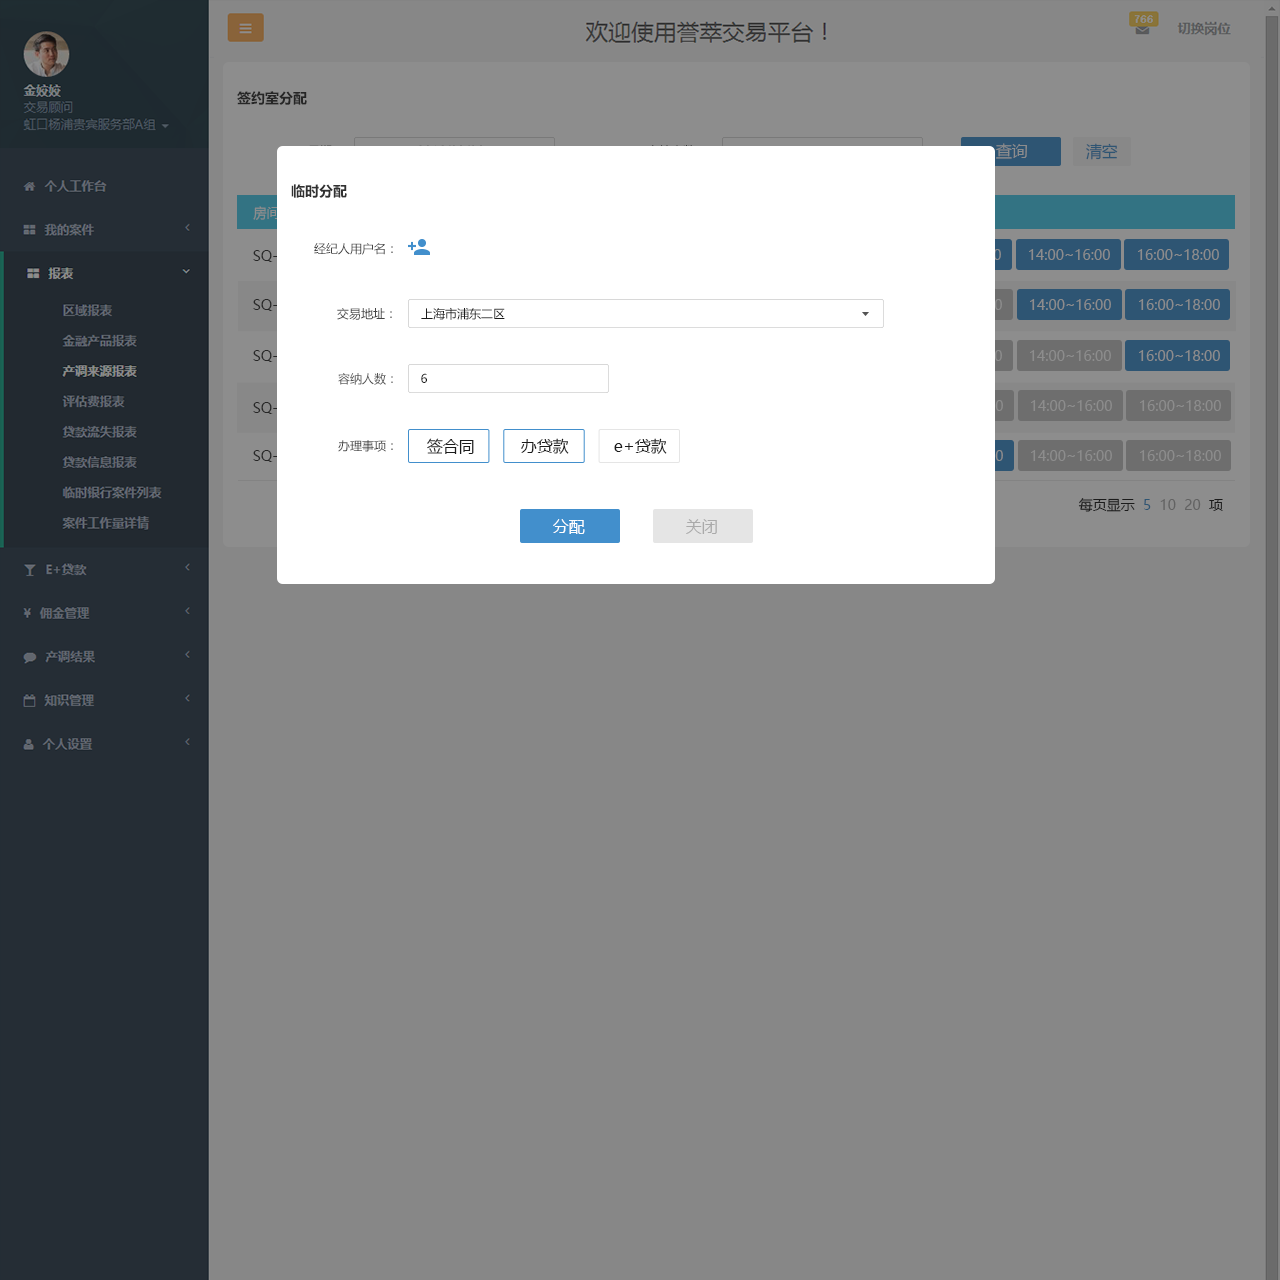 金姣姣
交易顾问
虹口杨浦贵宾服务部A组
个人工作台
我的案件
报表
区域报表
金融产品报表
产调来源报表
评估费报表
贷款流失报表
贷款信息报表
临时银行案件列表
案件工作量详情
E+贷款
¥ 佣金管理
产调结果
知识管理
个人设置
欢迎使用誉萃交易平台！
766
切换岗位
签约室分配
查询
清空
房间
SQ-
0 14:00~16:00 16:00~18:00
SQ-
0 14:00~16:00 16:00~18:00
SQ-
0 14:00~16:00 16:00~18:00
SQ-
0 14:00~16:00 16:00~18:00
SQ-
0 14:00~16:00 16:00~18:00
每页显示 5 10 20 项
临时分配
经纪人用户名：
交易地址： 上海市浦东二区
容纳人数： 6
办理事项： 签合同 办贷款 e+贷款
分配 关闭